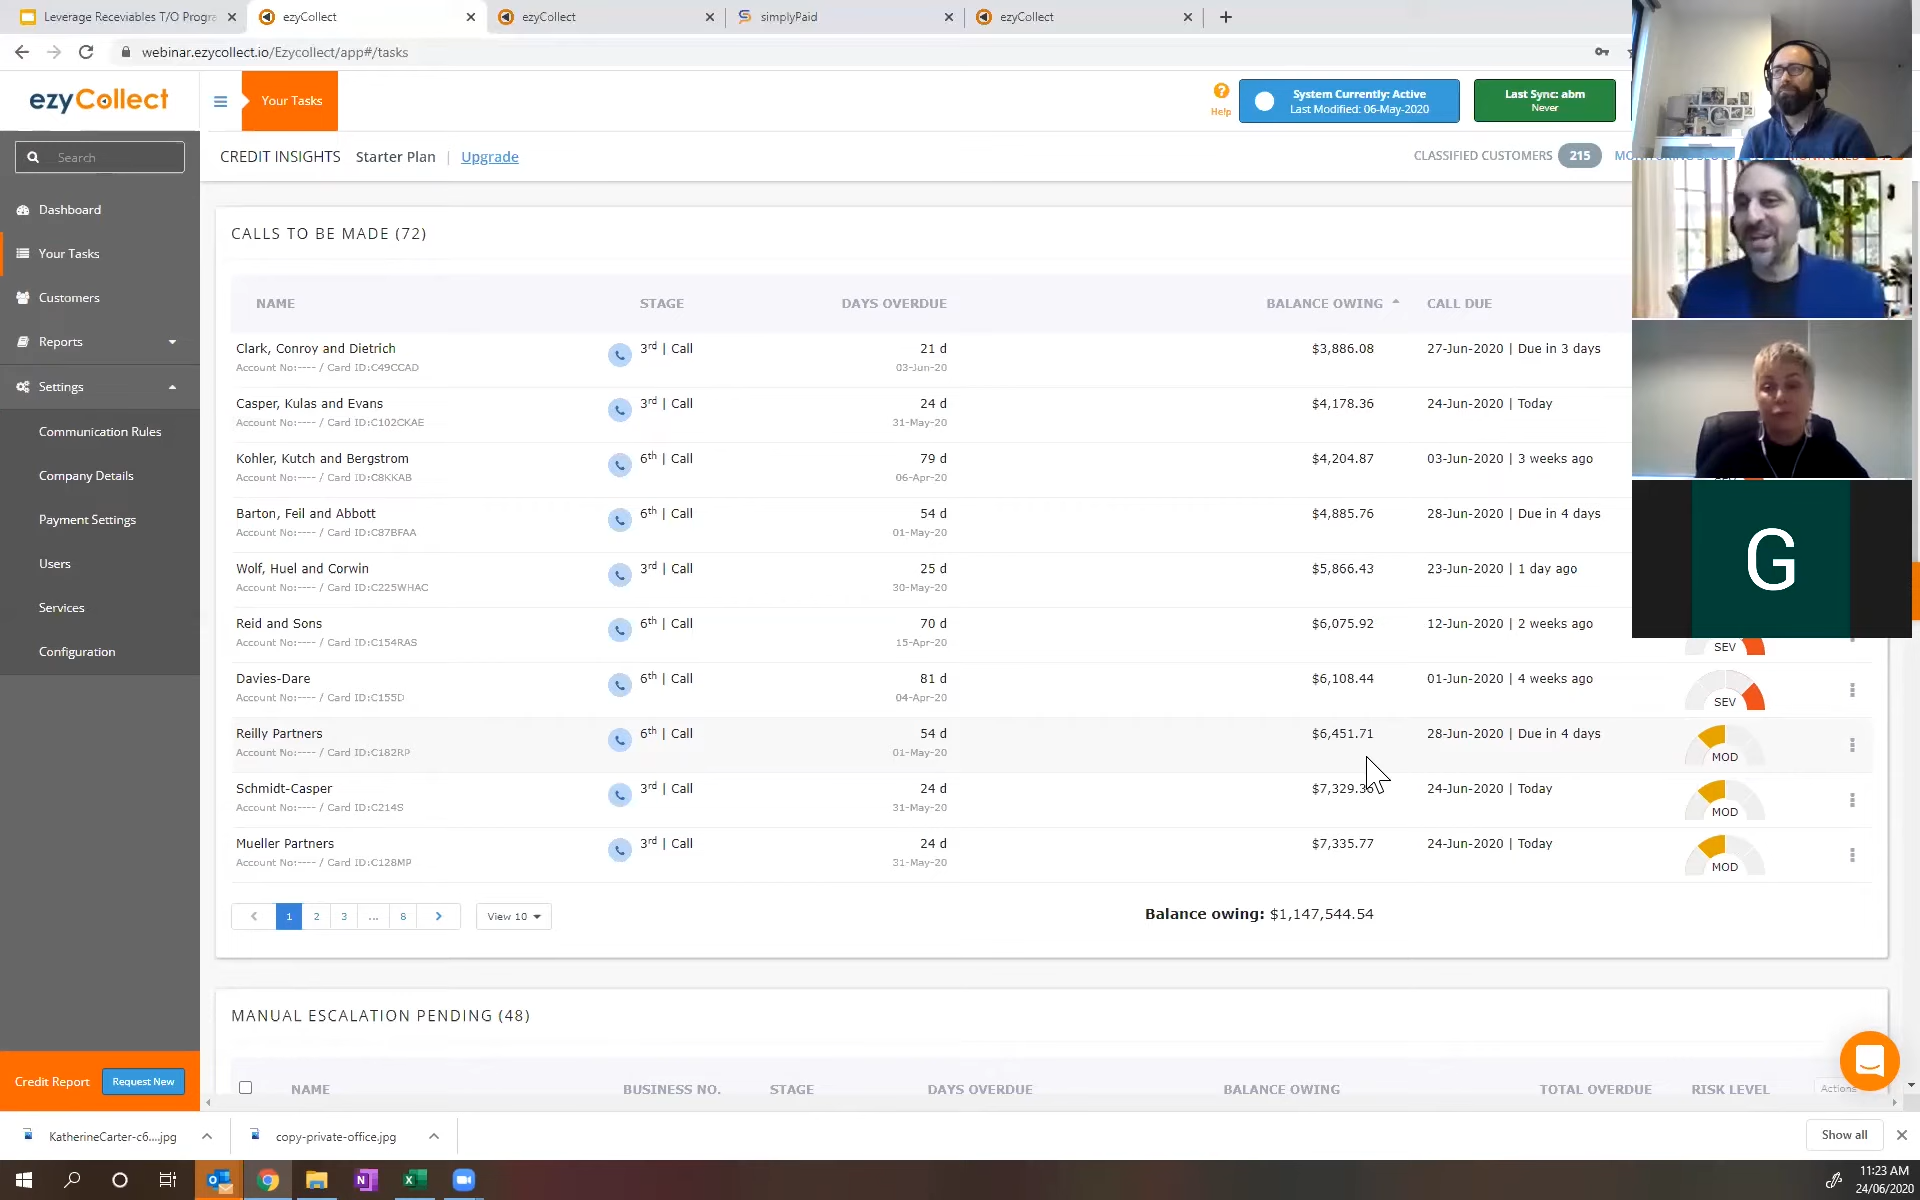 Leverage Receviables T/O Progra
ezyCollect
ezyCollect
simplyPaid
ezyCollect
webinar.ezycollect.io/Ezycollect/app#/tasks
ezyCollect
Your Tasks
Help
System Currently: Active
Last Modified: 06-May-2020
Last Sync: abm
Never
Search
CREDIT INSIGHTS Starter Plan | Upgrade
CLASSIFIED CUSTOMERS 215
Dashboard
Your Tasks
Customers
Reports
Settings
Communication Rules
Company Details
Payment Settings
Users
Services
Configuration
Credit Report Request New
CALLS TO BE MADE (72)
NAME STAGE DAYS OVERDUE BALANCE OWING CALL DUE
Clark, Conroy and Dietrich 3rd | Call 21 d $3,886.08 27-Jun-2020 | Due in 3 days
Account No:---- / Card ID:C49CCAD 03-Jun-20
Casper, Kulas and Evans 3rd | Call 24 d $4,178.36 24-Jun-2020 | Today
Account No:---- / Card ID:C102CKAE 31-May-20
Kohler, Kutch and Bergstrom 6th | Call 79 d $4,204.87 03-Jun-2020 | 3 weeks ago
Account No:---- / Card ID:C8KKAB 06-Apr-20
Barton, Feil and Abbott 6th | Call 54 d $4,885.76 28-Jun-2020 | Due in 4 days
Account No:---- / Card ID:C87BFAA 01-May-20
Wolf, Huel and Corwin 3rd | Call 25 d $5,866.43 23-Jun-2020 | 1 day ago
Account No:---- / Card ID:C225WHAC 30-May-20
Reid and Sons 6th | Call 70 d $6,075.92 12-Jun-2020 | 2 weeks ago
Account No:---- / Card ID:C154RAS 15-Apr-20 SEV
Davies-Dare 6th | Call 81 d $6,108.44 01-Jun-2020 | 4 weeks ago
Account No:---- / Card ID:C155D 04-Apr-20 SEV
Reilly Partners 6th | Call 54 d $6,451.71 28-Jun-2020 | Due in 4 days
Account No:---- / Card ID:C182RP 01-May-20 MOD
Schmidt-Casper 3rd | Call 24 d 24-Jun-2020 | Today
Account No:---- / Card ID:C214S 31-May-20 MOD
Mueller Partners 3rd | Call 24 d $7,335.77 24-Jun-2020 | Today
Account No:---- / Card ID:C128MP 31-May-20 MOD
< 1 2 3 ... 8 > View 10
Balance owing: $1,147,544.54
MANUAL ESCALATION PENDING (48)
NAME BUSINESS NO. STAGE DAYS OVERDUE BALANCE OWING TOTAL OVERDUE RISK LEVEL Actions
G
KatherineCarter-c6....jpg
copy-private-office.jpg
Show all
11:23 AM
24/06/2020